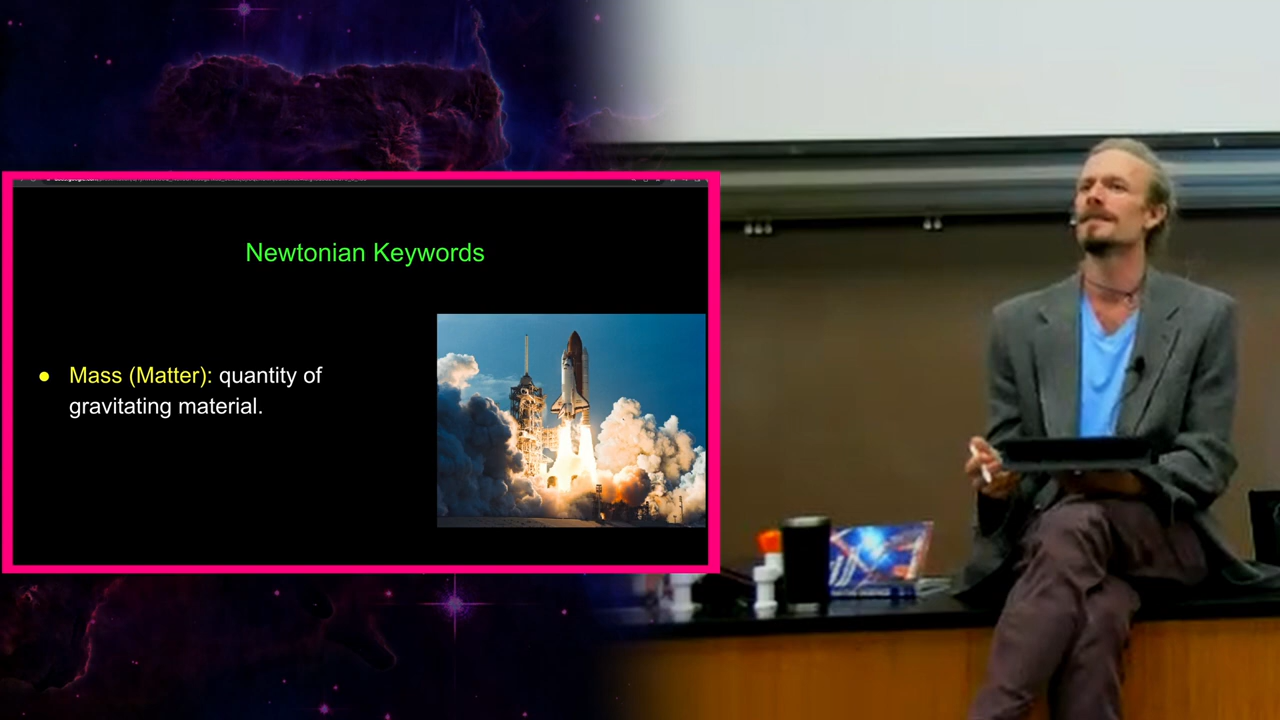 Newtonian Keywords
● Mass (Matter): quantity of
gravitating material.